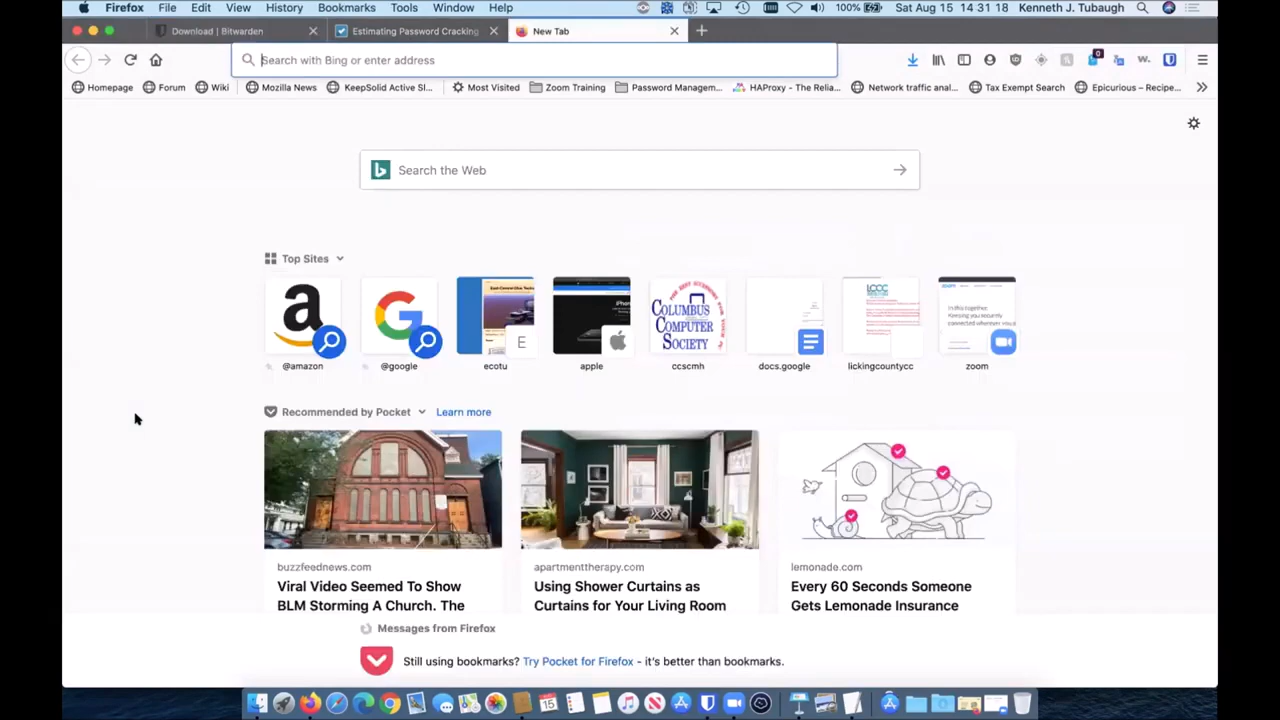 Firefox File Edit View History Bookmarks Tools Window Help 100% Sat Aug 15 14:31:18 Kenneth J. Tubaugh
Download | Bitwarden Estimating Password Cracking New Tab
Search with Bing or enter address
0
Homepage Forum Wiki Mozilla News KeepSolid Active Sl... Most Visited Zoom Training Password Managem... HAProxy - The Relia... Network traffic anal... Tax Exempt Search Epicurious – Recipe...
Search the Web
Top Sites
COLUMBUS
COMPUTER
SOCIETY
E
@amazon @google ecotu apple ccscmh docs.google lickingcountycc zoom
Recommended by Pocket Learn more
buzzfeednews.com apartmenttherapy.com lemonade.com
Viral Video Seemed To Show Using Shower Curtains as Every 60 Seconds Someone
BLM Storming A Church. The Curtains for Your Living Room Gets Lemonade Insurance
Messages from Firefox
Still using bookmarks? Try Pocket for Firefox - it's better than bookmarks.